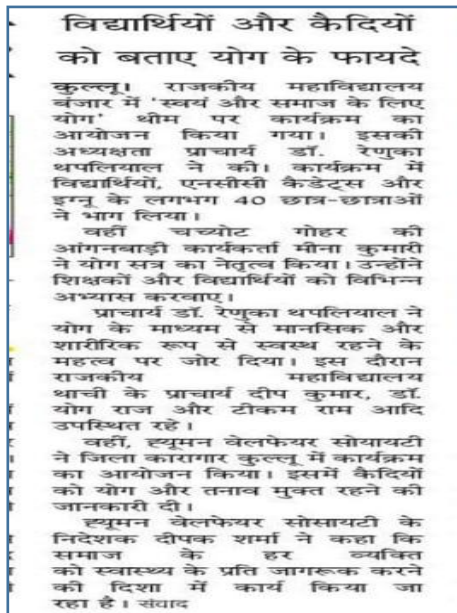 विद्यार्थियों और कैदियों
को बताए योग के फायदे
कुल्लू। राजकीय महाविद्यालय
बंजार में 'स्वयं और समाज के लिए
योग' थीम पर कार्यक्रम का
आयोजन किया गया। इसकी
अध्यक्षता प्राचार्य डॉ. रेणुका
थपलियाल ने की। कार्यक्रम में
विद्यार्थियों, एनसीसी कैडेट्स और
इग्नू के लगभग 40 छात्र-छात्राओं
ने भाग लिया।
वहीं चच्योट गोहर की
आंगनबाड़ी कार्यकर्ता मीना कुमारी
ने योग सत्र का नेतृत्व किया। उन्होंने
शिक्षकों और विद्यार्थियों को विभिन्न
अभ्यास करवाए।
प्राचार्य डॉ. रेणुका थपलियाल ने
योग के माध्यम से मानसिक और
शारीरिक रूप से स्वस्थ रहने के
महत्व पर जोर दिया। इस दौरान
राजकीय महाविद्यालय
थाची के प्राचार्य दीप कुमार, डॉ.
योग राज और टीकम राम आदि
उपस्थित रहे।
वहीं, ह्यूमन वेलफेयर सोयायटी
ने जिला कारागार कुल्लू में कार्यक्रम
का आयोजन किया। इसमें कैदियों
को योग और तनाव मुक्त रहने की
जानकारी दी।
ह्यूमन वेलफेयर सोसायटी के
निदेशक दीपक शर्मा ने कहा कि
समाज के हर व्यक्ति
को स्वास्थ्य के प्रति जागरूक करने
की दिशा में कार्य किया जा
रहा है। संवाद